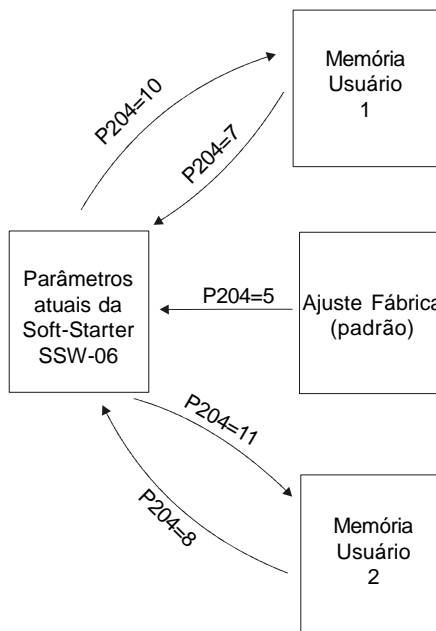 Memória
Usuário
1
P204=10
P204=7
Parâmetros
atuais da
Soft-Starter
SSW-06
P204=5
Ajuste Fábrica
(padrão)
P204=11
P204=8
Memória
Usuário
2